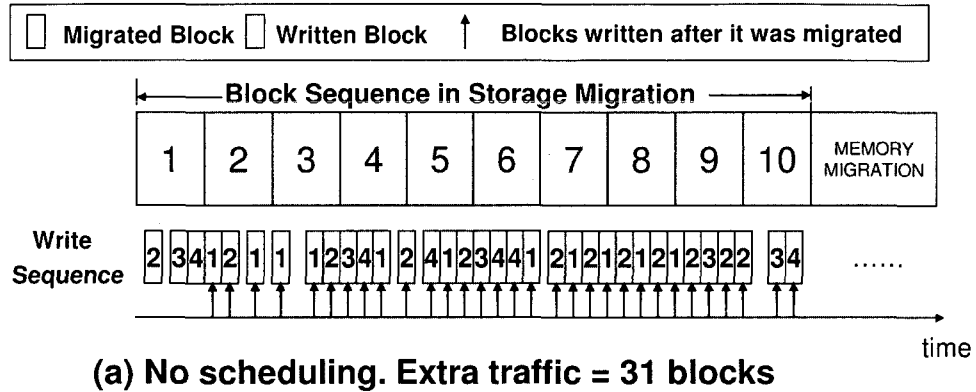 Migrated Block Written Block Blocks written after it was migrated
Block Sequence in Storage Migration
1 2 3 4 5 6 7 8 9 10 MEMORY
MIGRATION
Write
Sequence
2 3 4 1 2 1 1 1 2 3 4 1 2 4 1 2 3 4 4 1 2 1 2 1 2 1 2 1 2 3 2 2 3 4 ......
time
(a) No scheduling. Extra traffic = 31 blocks